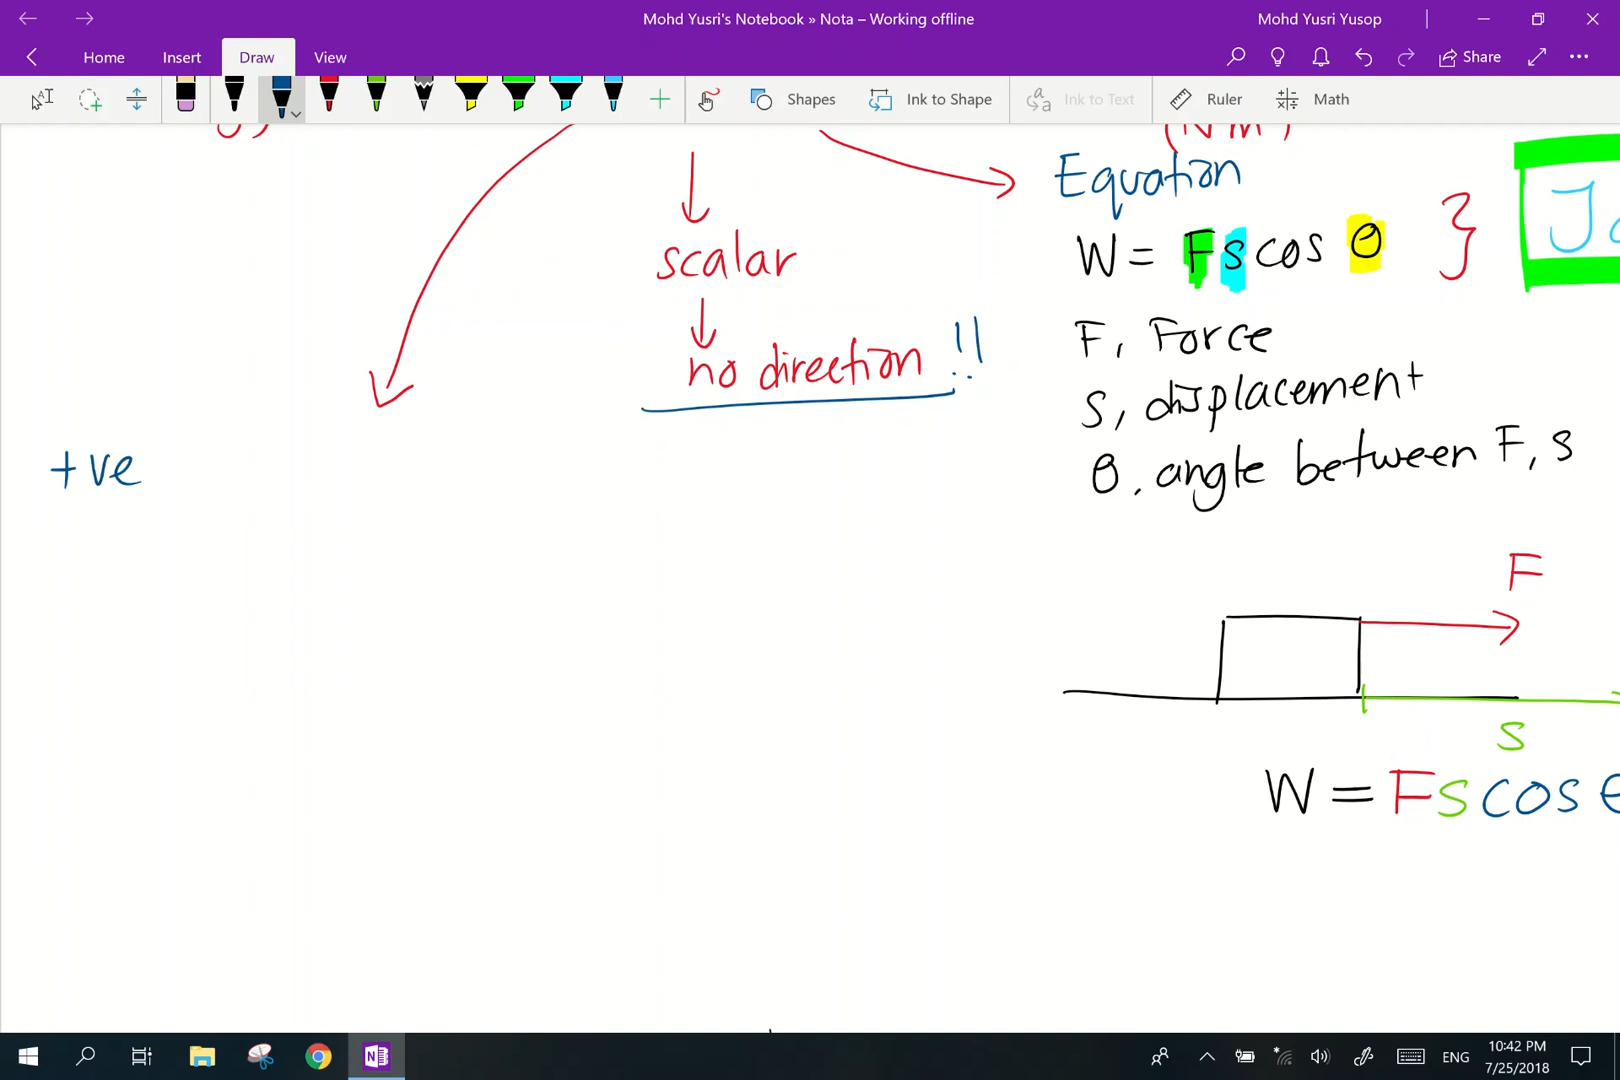 Mohd Yusri's Notebook » Nota – Working offline
Mohd Yusri Yusop
Home Insert Draw View
Share
Shapes Ink to Shape Ink to Text Ruler Math
(Nm)
Equation
W = Fs cos θ }
scalar
no direction !!
F, Force
s, displacement
θ, angle between F, s
+ve
F
s
W = Fs cos θ
ENG
10:42 PM
7/25/2018